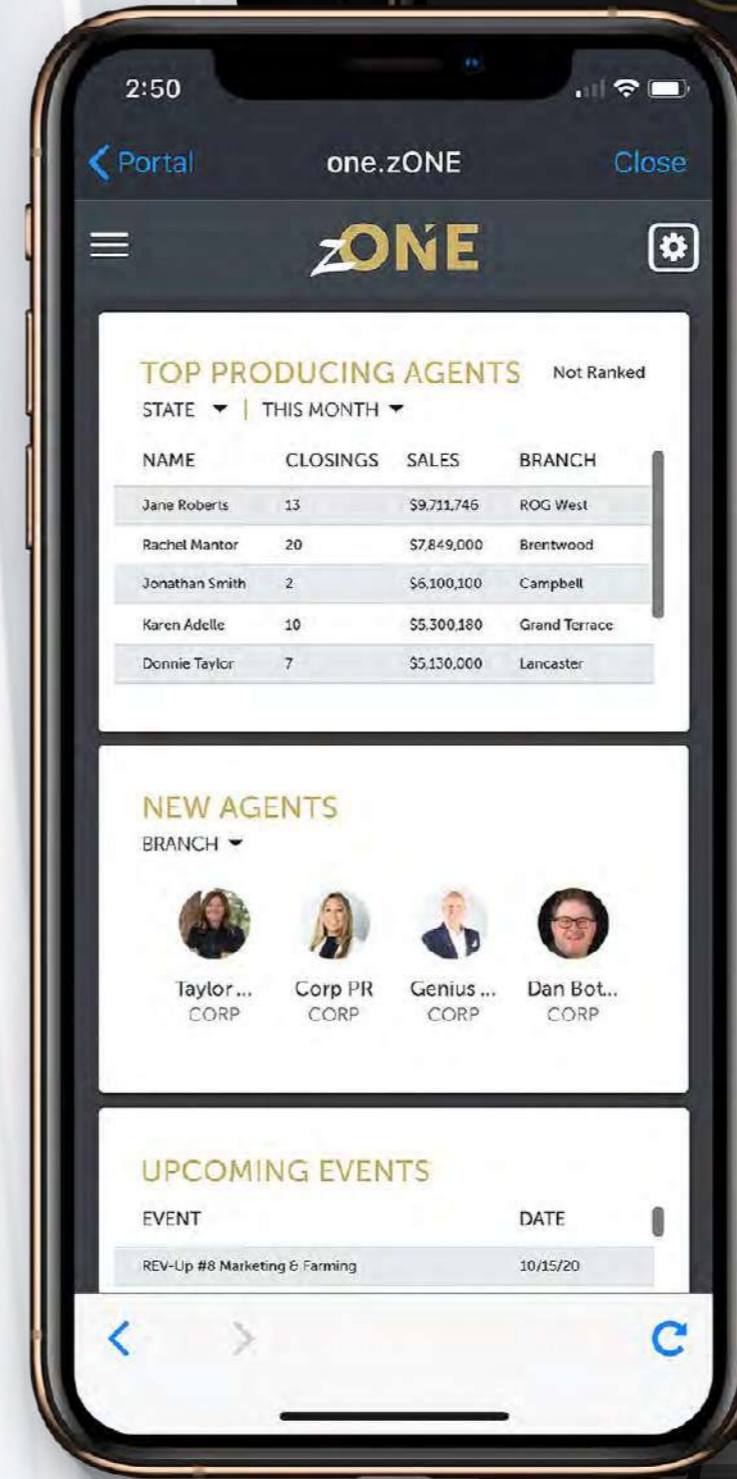 2:50
Portal one.zONE Close
zONE
TOP PRODUCING AGENTS Not Ranked
STATE | THIS MONTH
NAME CLOSINGS SALES BRANCH
Jane Roberts 13 $9,711,746 ROG West
Rachel Mantor 20 $7,849,000 Brentwood
Jonathan Smith 2 $6,100,100 Campbell
Karen Adelle 10 $5,300,180 Grand Terrace
Donnie Taylor 7 $5,130,000 Lancaster
NEW AGENTS
BRANCH
Taylor... Corp PR Genius ... Dan Bot...
CORP CORP CORP CORP
UPCOMING EVENTS
EVENT DATE
REV-Up #8 Marketing & Farming 10/15/20